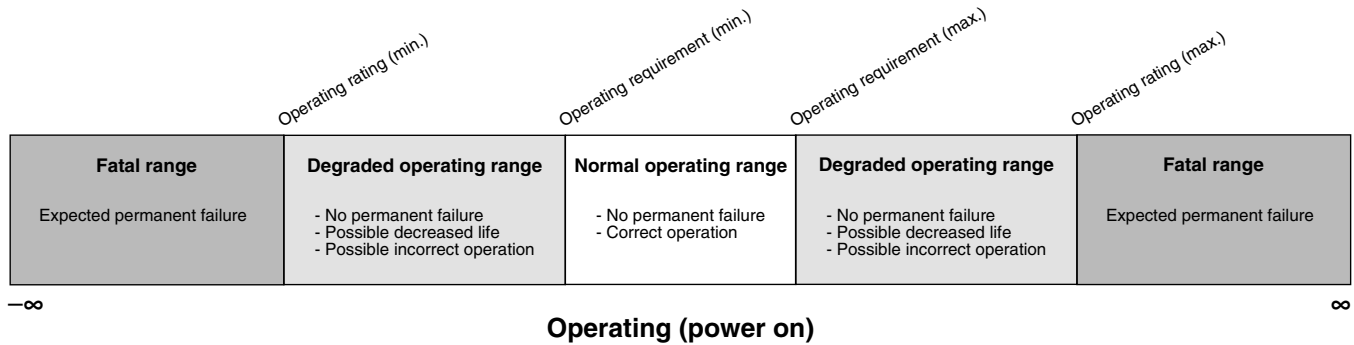 Operating rating (min.)
Operating requirement (min.)
Operating requirement (max.)
Operating rating (max.)
Fatal range
Expected permanent failure
Degraded operating range
- No permanent failure
- Possible decreased life
- Possible incorrect operation
Normal operating range
- No permanent failure
- Correct operation
Degraded operating range
- No permanent failure
- Possible decreased life
- Possible incorrect operation
Fatal range
Expected permanent failure
–∞
∞
Operating (power on)